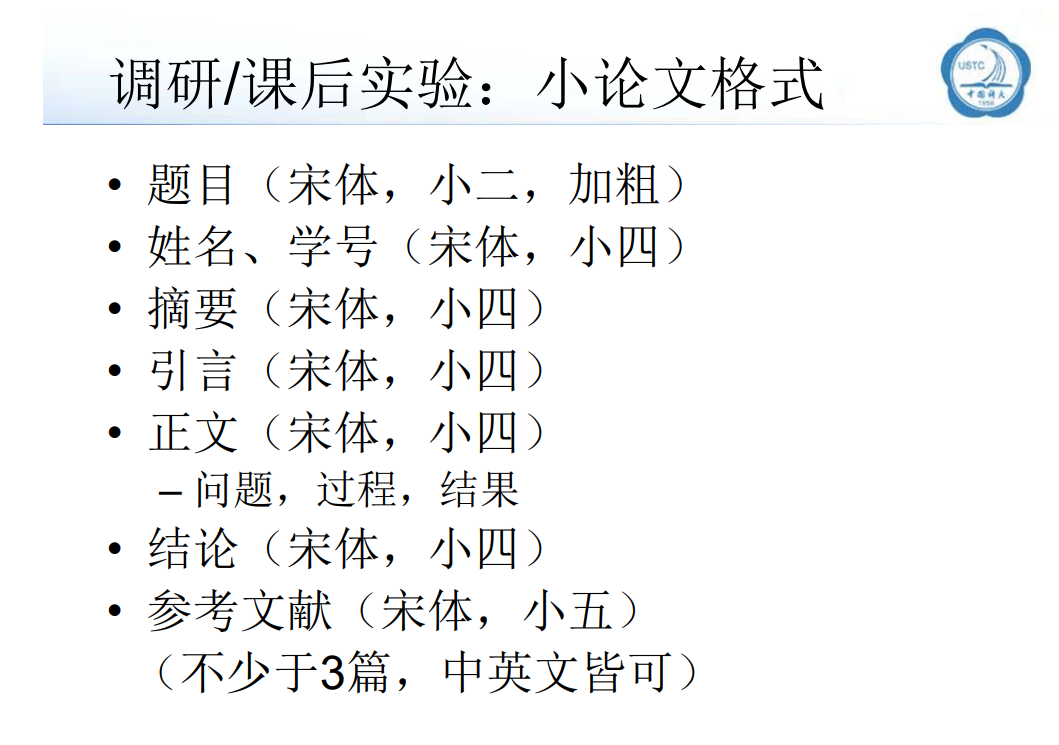 调研/课后实验：小论文格式
USTC
中国科大
1958
• 题目（宋体，小二，加粗）
• 姓名、学号（宋体，小四）
• 摘要（宋体，小四）
• 引言（宋体，小四）
• 正文（宋体，小四）
– 问题，过程，结果
• 结论（宋体，小四）
• 参考文献（宋体，小五）
（不少于3篇，中英文皆可）